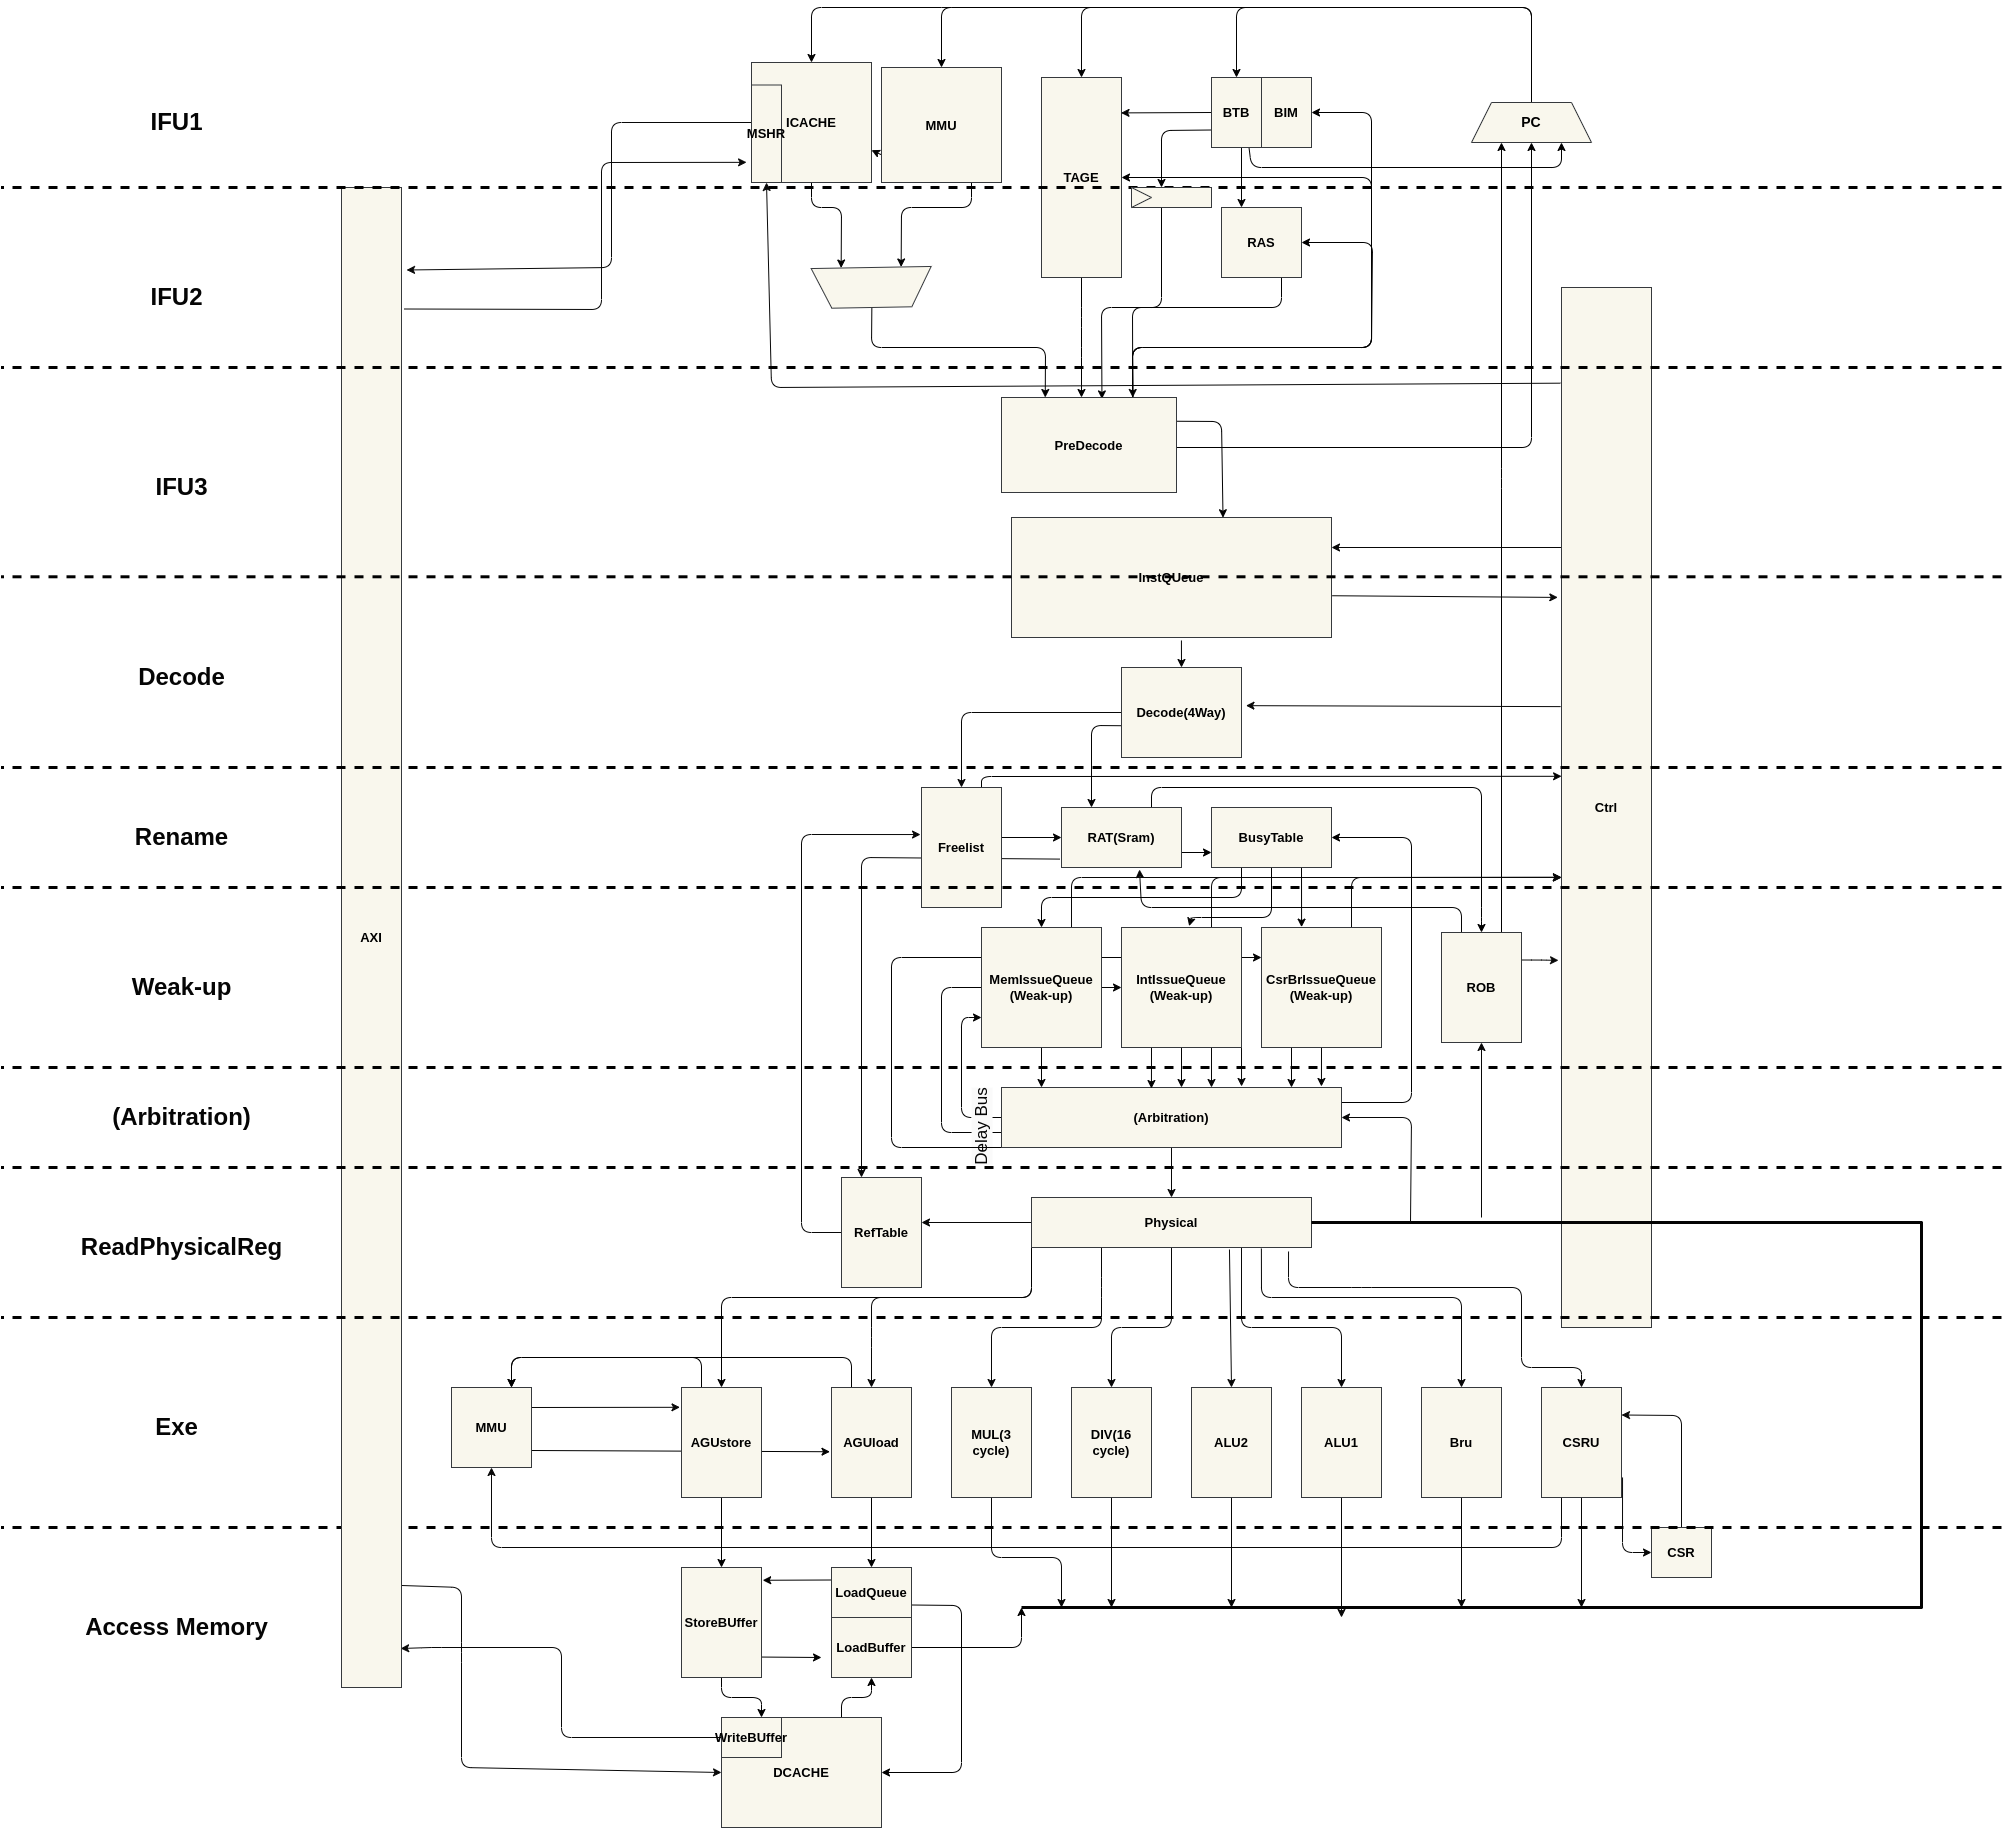 IFU1
MSHR
ICACHE
MMU
TAGE
BTB
BIM
PC
IFU2
RAS
IFU3
PreDecode
InstQUeue
Decode
Decode(4Way)
Rename
Freelist
RAT(Sram)
BusyTable
Ctrl
AXI
Weak-up
MemIssueQueue
(Weak-up)
IntIssueQueue
(Weak-up)
CsrBrIssueQueue
(Weak-up)
ROB
(Arbitration)
Delay Bus
(Arbitration)
ReadPhysicalReg
RefTable
Physical
Exe
MMU
AGUstore
AGUload
MUL(3
cycle)
DIV(16
cycle)
ALU2
ALU1
Bru
CSRU
CSR
Access Memory
StoreBUffer
LoadQueue
LoadBuffer
WriteBUffer
DCACHE